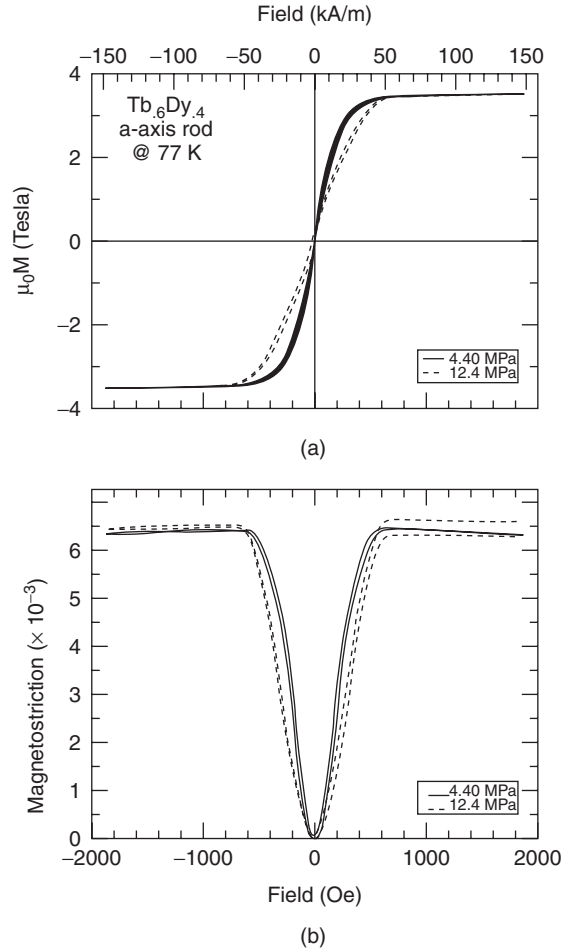 Field (kA/m)
−150 −100 −50 0 50 100 150
4
2
0
−2
−4
μ0M (Tesla)
Tb.6Dy.4
a-axis rod
@ 77 K
4.40 MPa
12.4 MPa
(a)
6
5
4
3
2
1
0
Magnetostriction (× 10−3)
4.40 MPa
12.4 MPa
−2000 −1000 0 1000 2000
Field (Oe)
(b)